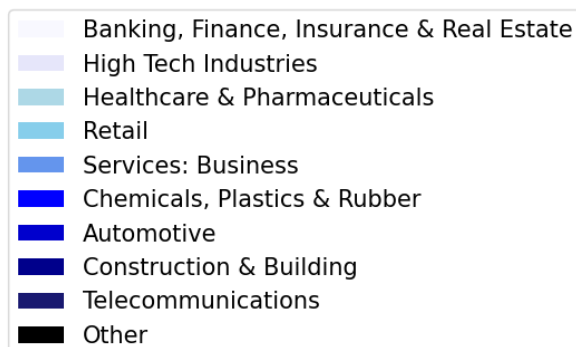 Banking, Finance, Insurance & Real Estate
High Tech Industries
Healthcare & Pharmaceuticals
Retail
Services: Business
Chemicals, Plastics & Rubber
Automotive
Construction & Building
Telecommunications
Other